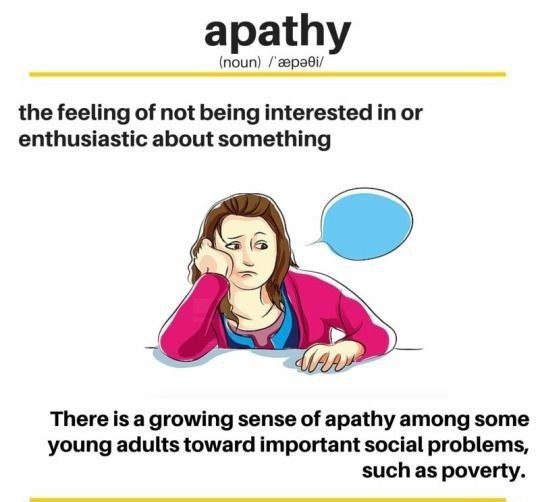 apathy
(noun) /ˈæpəθi/
the feeling of not being interested in or
enthusiastic about something
There is a growing sense of apathy among some
young adults toward important social problems,
such as poverty.